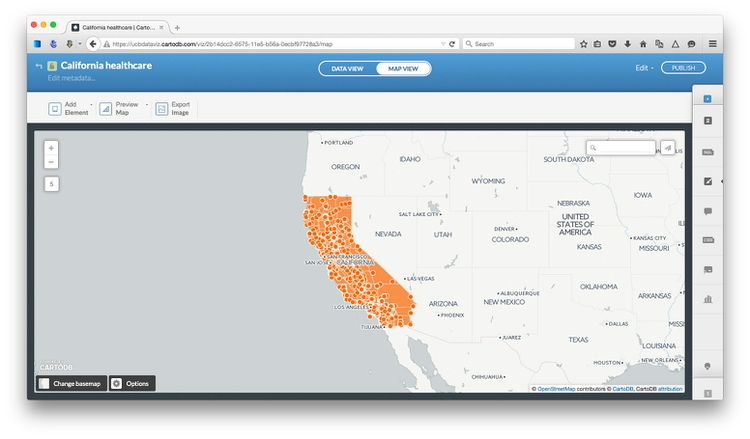 California healthcare | Carto...
https://ucbdataviz.cartodb.com/viz/2b14dcc2-6575-11e5-b56a-0ecbf97728a3/map
Search
California healthcare
Edit metadata...
DATA VIEW
MAP VIEW
Edit
PUBLISH
Add
Element
Preview
Map
Export
Image
+
−
5
PORTLAND
OREGON
IDAHO
WYOMING
SOUTH DAKOTA
IOWA
NEBRASKA
SALT LAKE CITY
NEVADA
UTAH
DENVER
COLORADO
UNITED
STATES OF
AMERICA
KANSAS
KANSAS CITY
MISSOURI
SAN FRANCISCO
SAN JOSE
CALIFORNIA
LAS VEGAS
LOS ANGELES
ARIZONA
PHOENIX
ALBUQUERQUE
NEW MEXICO
OKLAHOMA
ARKANSAS
TIJUANA
JUAREZ
DALLAS
TEXAS
MISSI
LOUISIANA
HOUSTON
NEW ORLEANS
CHIHUAHUA
CARTODB
Change basemap
Options
© OpenStreetMap contributors © CartoDB, CartoDB attribution